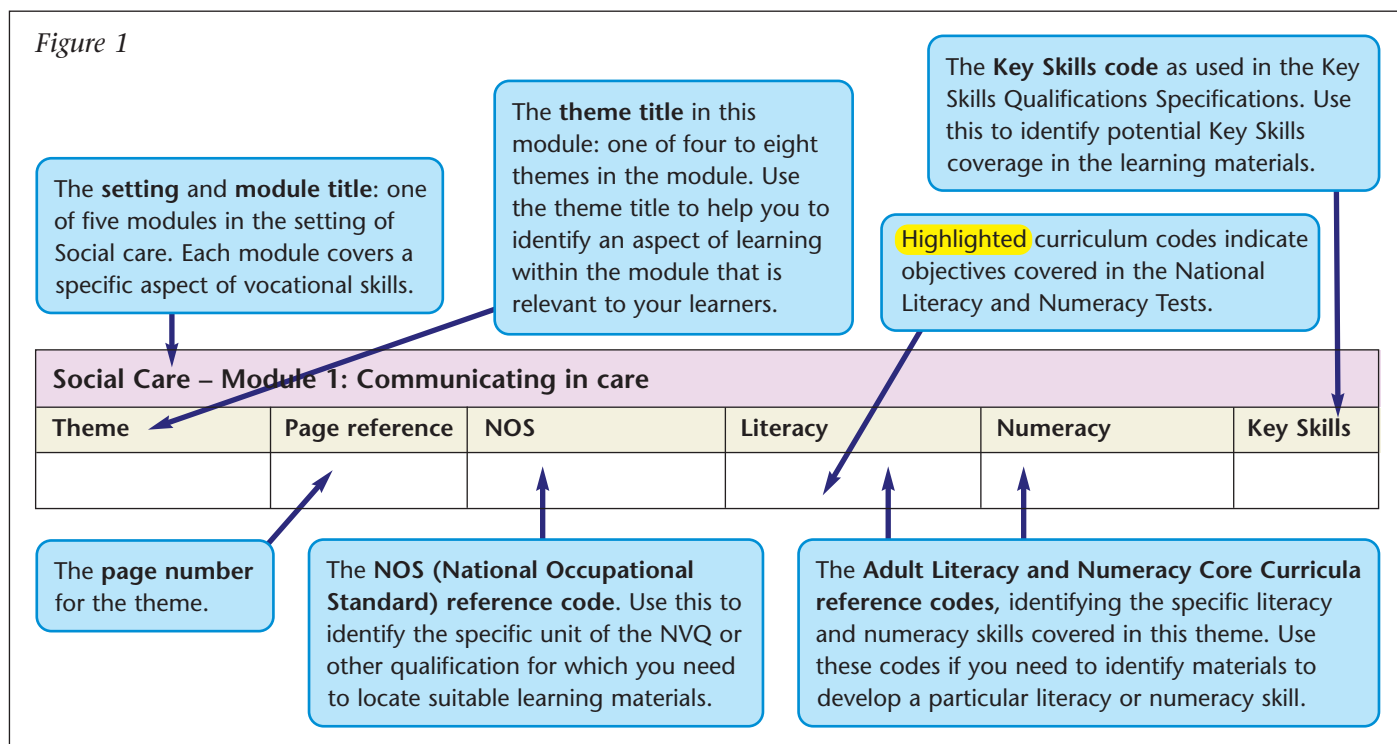 Figure 1
The Key Skills code as used in the Key
Skills Qualifications Specifications. Use
this to identify potential Key Skills
coverage in the learning materials.
The theme title in this
module: one of four to eight
themes in the module. Use
the theme title to help you to
identify an aspect of learning
within the module that is
relevant to your learners.
The setting and module title: one
of five modules in the setting of
Social care. Each module covers a
specific aspect of vocational skills.
Highlighted curriculum codes indicate
objectives covered in the National
Literacy and Numeracy Tests.
Social Care – Module 1: Communicating in care
Theme Page reference NOS Literacy Numeracy Key Skills
The page number
for the theme.
The NOS (National Occupational
Standard) reference code. Use this to
identify the specific unit of the NVQ or
other qualification for which you need
to locate suitable learning materials.
The Adult Literacy and Numeracy Core Curricula
reference codes, identifying the specific literacy
and numeracy skills covered in this theme. Use
these codes if you need to identify materials to
develop a particular literacy or numeracy skill.